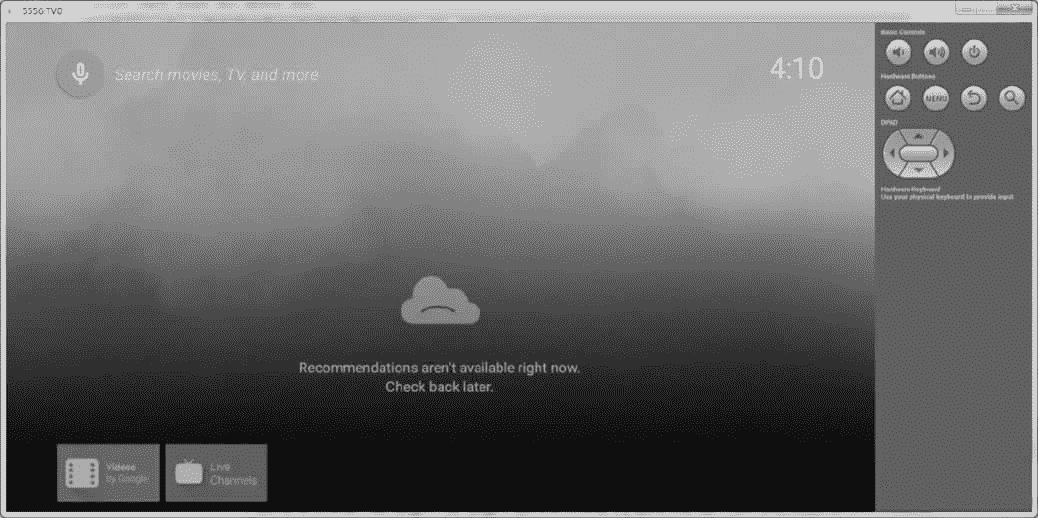 5556:TV0
Search movies, TV, and more
4:10
Recommendations aren't available right now.
Check back later.
Videos
by Google
Live
Channels
Basic Controls
Hardware Buttons
MENU
DPAD
Hardware Keyboard
Use your physical keyboard to provide input